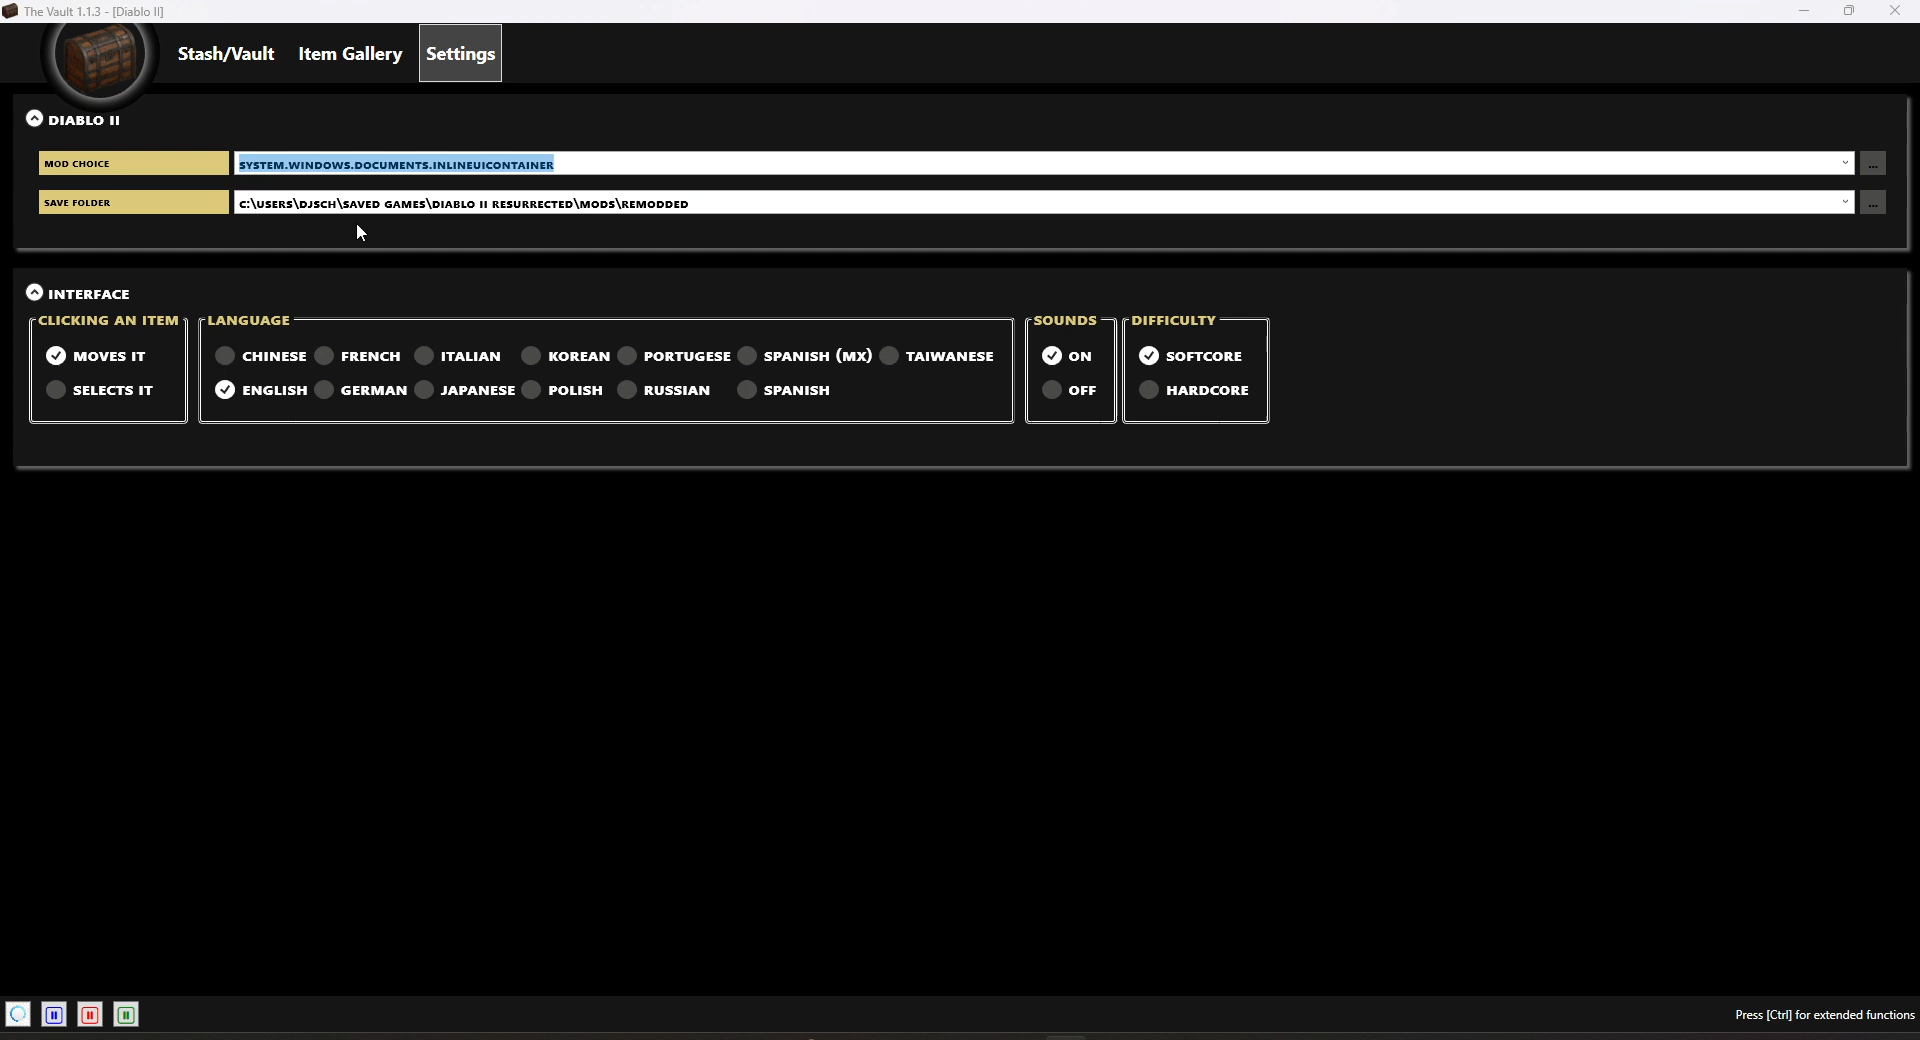 The Vault 1.1.3 - [Diablo II]
Stash/Vault Item Gallery Settings
DIABLO II
MOD CHOICE SYSTEM.WINDOWS.DOCUMENTS.INLINEUICONTAINER ...
SAVE FOLDER C:\USERS\DJSCH\SAVED GAMES\DIABLO II RESURRECTED\MODS\REMODDED ...
INTERFACE
CLICKING AN ITEM LANGUAGE SOUNDS DIFFICULTY
MOVES IT CHINESE FRENCH ITALIAN KOREAN PORTUGESE SPANISH (MX) TAIWANESE ON SOFTCORE
SELECTS IT ENGLISH GERMAN JAPANESE POLISH RUSSIAN SPANISH OFF HARDCORE
Press [Ctrl] for extended functions